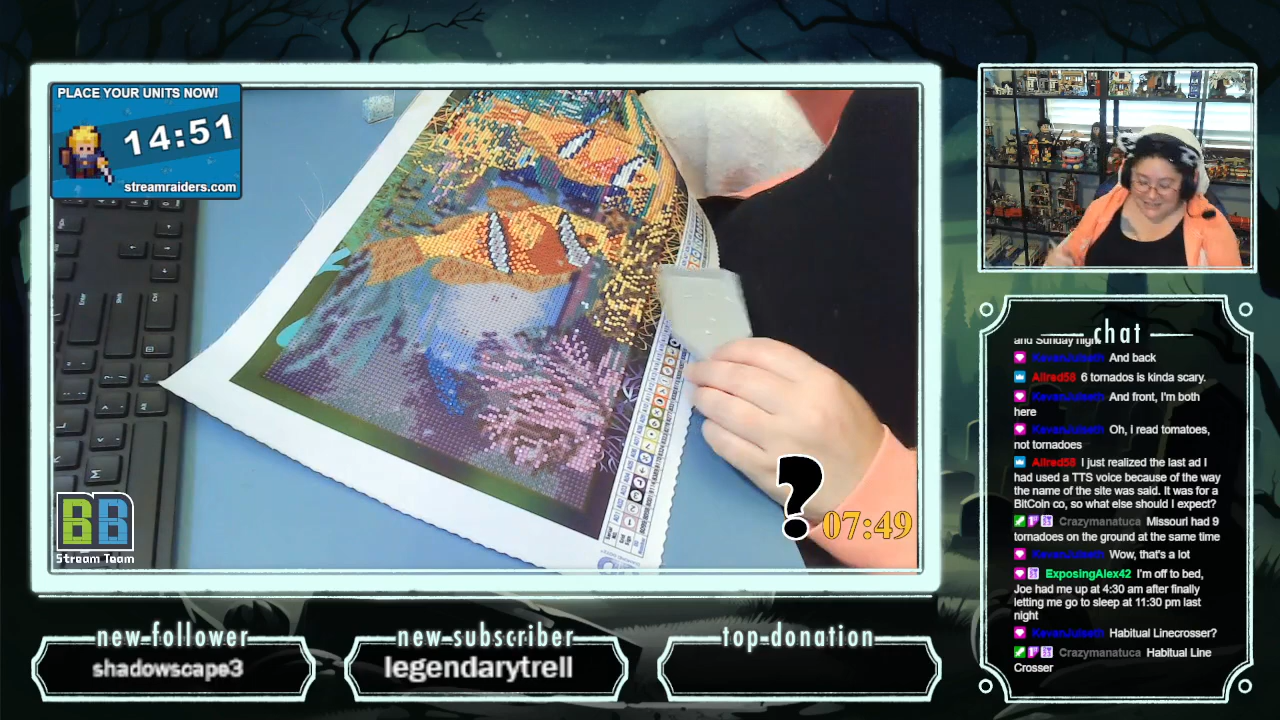 PLACE YOUR UNITS NOW!
14:51
streamraiders.com
BB
Stream Team
?
07:49
chat
and Sunday night
KevanJulseth And back
Allred58 6 tornados is kinda scary.
KevanJulseth And front, I'm both
here
KevanJulseth Oh, I read tomatoes,
not tornadoes
Allred58 I just realized the last ad I
had used a TTS voice because of the way
the name of the site was said. It was for a
BitCoin co, so what else should I expect?
Crazymanatuca Missouri had 9
tornadoes on the ground at the same time
KevanJulseth Wow, that's a lot
ExposingAlex42 I'm off to bed,
Joe had me up at 4:30 am after finally
letting me go to sleep at 11:30 pm last
night
KevanJulseth Habitual Linecrosser?
Crazymanatuca Habitual Line
Crosser
new follower
shadowscape3
new subscriber
legendarytrell
top donation